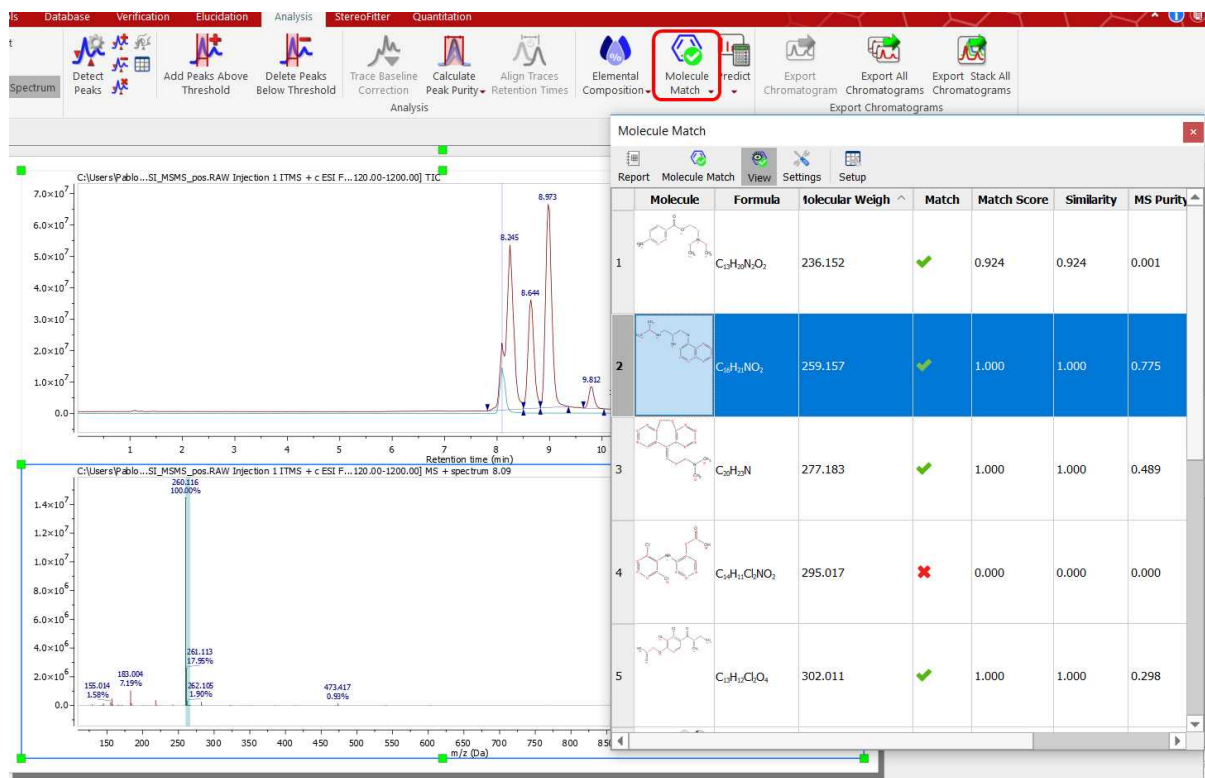 Database Verification Elucidation Analysis StereoFitter Quantitation
Spectrum
Detect Peaks
Add Peaks Above Threshold
Delete Peaks Below Threshold
Trace Baseline Correction
Calculate Peak Purity
Align Traces Retention Times
Elemental Composition
Molecule Match
Predict
Export Chromatogram
Export All Chromatograms
Export Stack All Chromatograms
Analysis
Export Chromatograms
Molecule Match
Report Molecule Match View Settings Setup
Molecule Formula Molecular Weigh Match Match Score Similarity MS Purity
1 C₁₃H₂₀N₂O₂ 236.152 0.924 0.924 0.001
2 C₁₆H₂₁NO₂ 259.157 1.000 1.000 0.775
3 C₂₀H₂₃N 277.183 1.000 1.000 0.489
4 C₁₄H₁₁Cl₂NO₂ 295.017 0.000 0.000 0.000
5 C₁₃H₁₂Cl₂O₄ 302.011 1.000 1.000 0.298
C:\Users\Pablo...SI_MSMS_pos.RAW Injection 1 ITMS + c ESI F...120.00-1200.00] TIC
7.0×10⁷
6.0×10⁷
5.0×10⁷
4.0×10⁷
3.0×10⁷
2.0×10⁷
1.0×10⁷
0.0
8.245
8.644
8.973
9.812
1 2 3 4 5 6 7 8 9 10
Retention time (min)
C:\Users\Pablo...SI_MSMS_pos.RAW Injection 1 ITMS + c ESI F...120.00-1200.00] MS + spectrum 8.09
1.4×10⁷
1.2×10⁷
1.0×10⁷
8.0×10⁶
6.0×10⁶
4.0×10⁶
2.0×10⁶
0.0
260.116
100.00%
261.113
17.95%
262.105
1.90%
183.004
7.19%
155.014
1.58%
473.417
0.93%
150 200 250 300 350 400 450 500 550 600 650 700 750 800 850
m/z (Da)